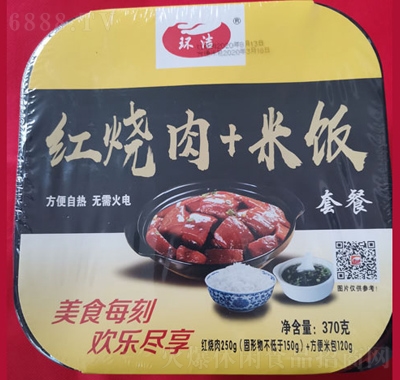 环洁
®
红烧肉+米饭
方便自热 无需火电
套餐
图片仅供参考!
美食每刻
欢乐尽享
净含量：370克
红烧肉250g（固形物不低于150g）+方便米包120g